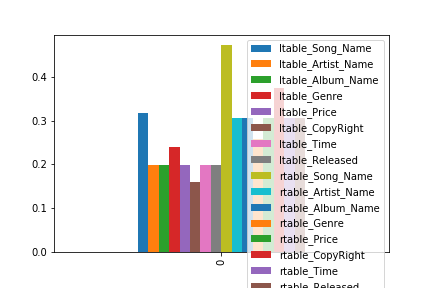 0.4
0.3
0.2
0.1
0.0
0
ltable_Song_Name
ltable_Artist_Name
ltable_Album_Name
ltable_Genre
ltable_Price
ltable_CopyRight
ltable_Time
ltable_Released
rtable_Song_Name
rtable_Artist_Name
rtable_Album_Name
rtable_Genre
rtable_Price
rtable_CopyRight
rtable_Time
rtable_Released